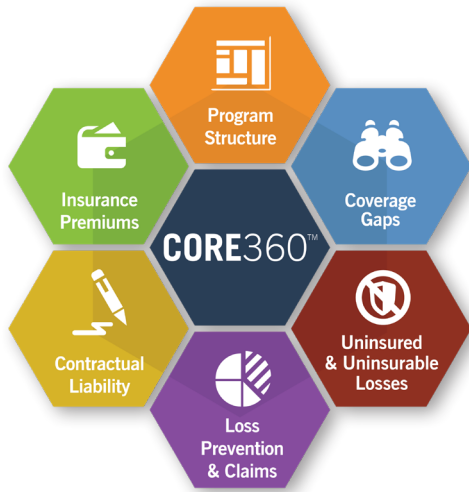 Program
Structure
Insurance
Premiums
Coverage
Gaps
CORE360™
Contractual
Liability
Uninsured
& Uninsurable
Losses
Loss
Prevention
& Claims